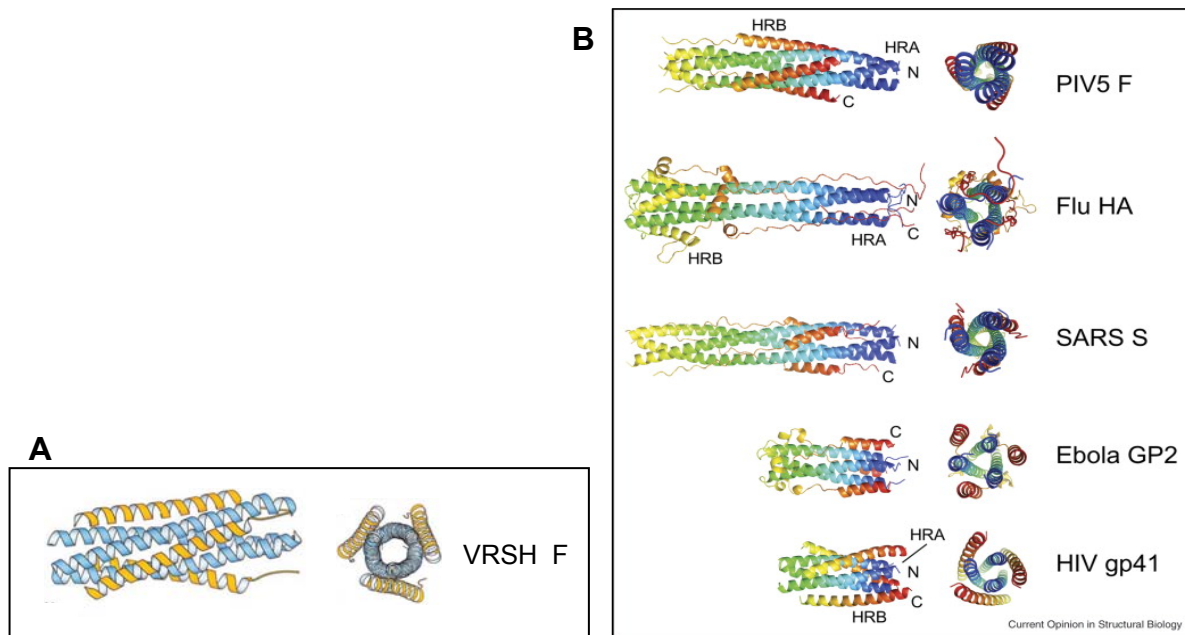 A
VRSH F
B
HRB
HRA
N
C
PIV5 F
N
HRA
C
HRB
Flu HA
N
C
SARS S
C
N
Ebola GP2
HRA
N
C
HRB
HIV gp41
Current Opinion in Structural Biology